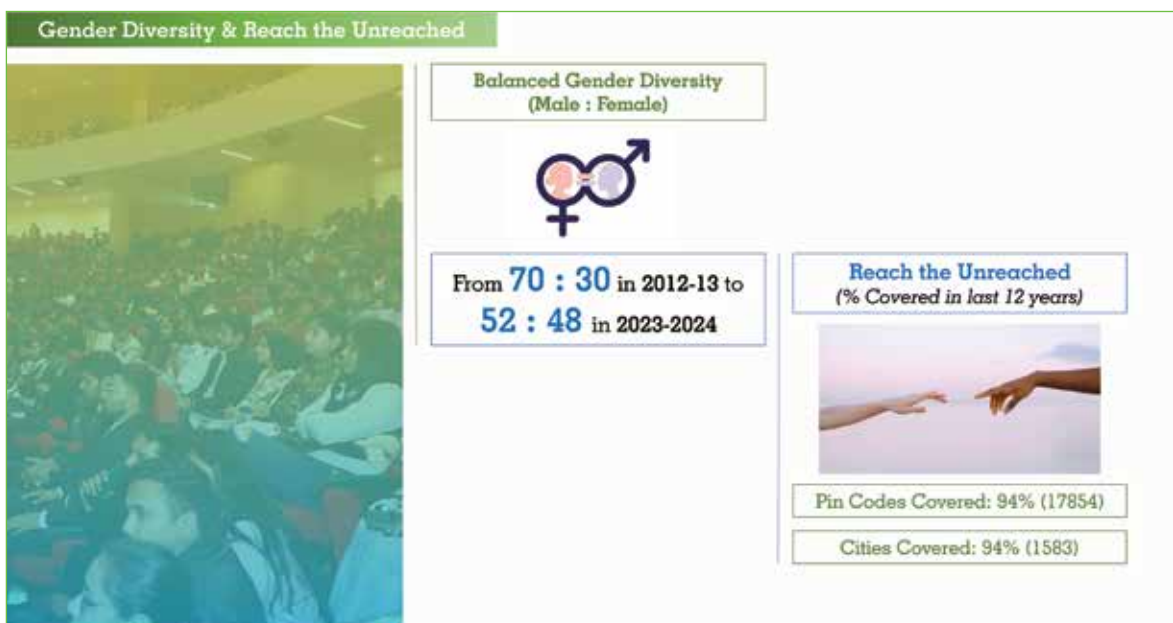 Gender Diversity & Reach the Unreached
Balanced Gender Diversity
(Male : Female)
From 70 : 30 in 2012-13 to
52 : 48 in 2023-2024
Reach the Unreached
(% Covered in last 12 years)
Pin Codes Covered: 94% (17854)
Cities Covered: 94% (1583)